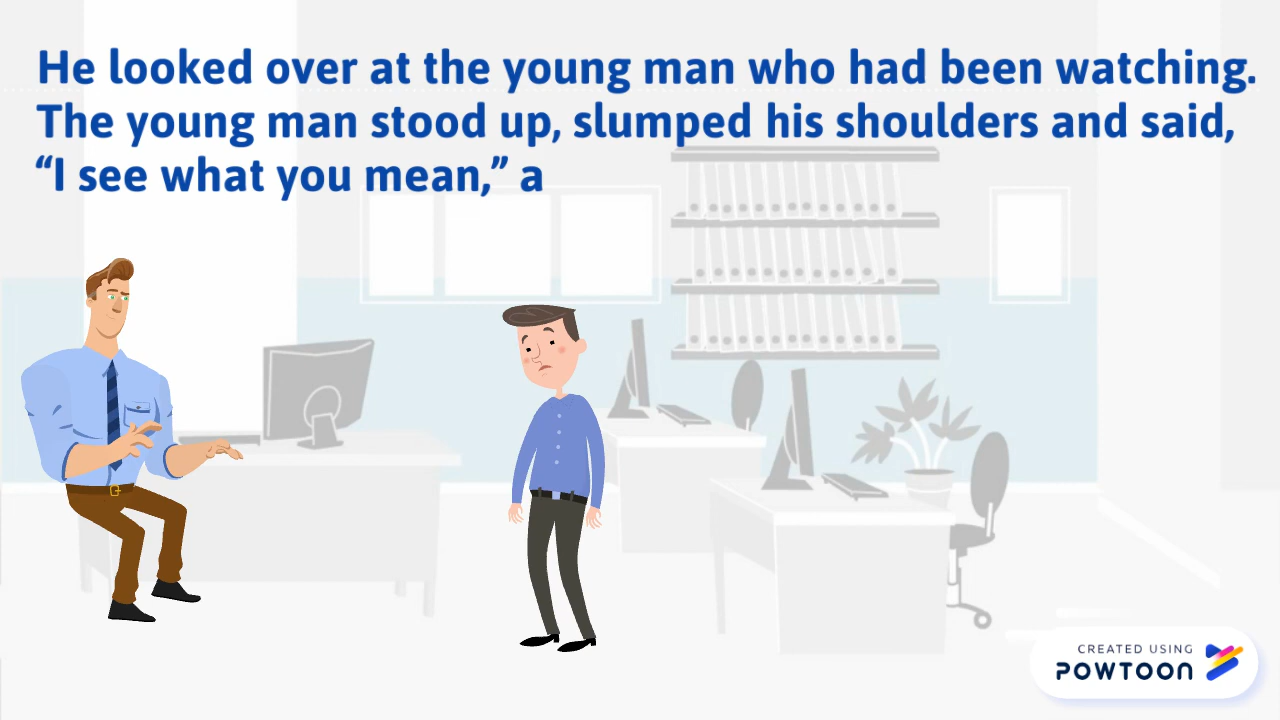 He looked over at the young man who had been watching.
The young man stood up, slumped his shoulders and said,
“I see what you mean,” a
CREATED USING
POWTOON